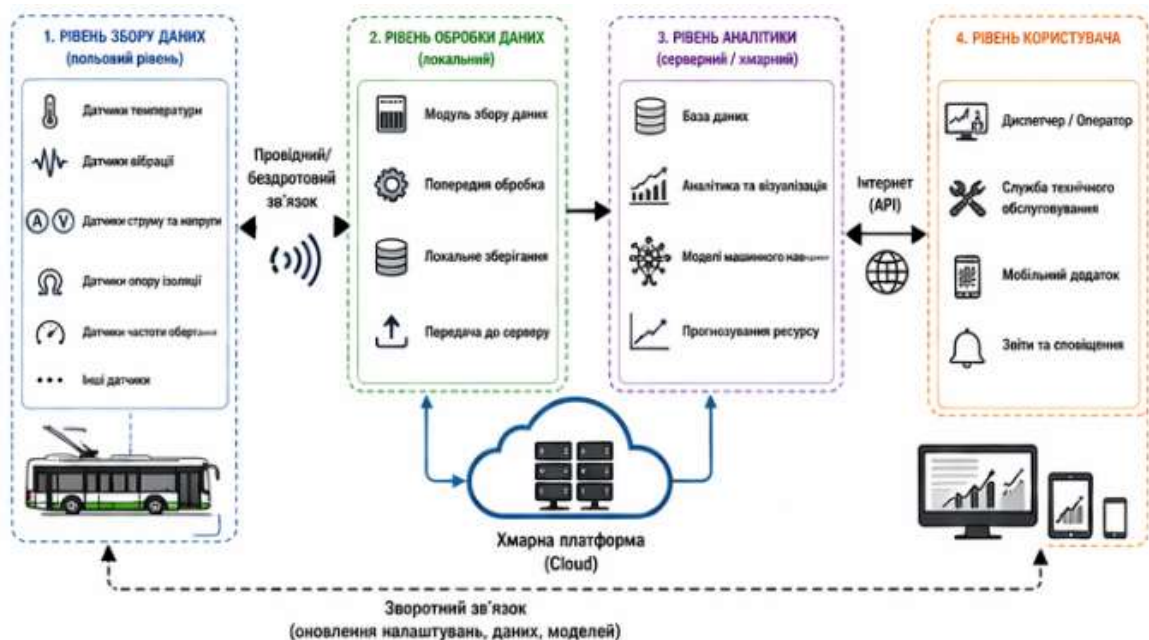 1. РІВЕНЬ ЗБОРУ ДАНИХ
(польовий рівень)
Датчики температури
Датчики вібрації
A V
Датчики струму та напруги
Датчики опору ізоляції
Датчики частоти обертання
Інші датчики
Провідний/
бездротовий
зв'язок
2. РІВЕНЬ ОБРОБКИ ДАНИХ
(локальний)
Модуль збору даних
Попередня обробка
Локальне зберігання
Передача до серверу
3. РІВЕНЬ АНАЛІТИКИ
(серверний / хмарний)
База даних
Аналітика та візуалізація
Моделі машинного
Прогнозування ресурсу
Інтернет
(API)
4. РІВЕНЬ КОРИСТУВАЧА
Диспетчер / Оператор
Служба технічного
обслуговування
Мобільний додаток
Звіти та сповіщення
Хмарна платформа
(Cloud)
Зворотний зв'язок
(оновлення налаштувань, даних, моделей)